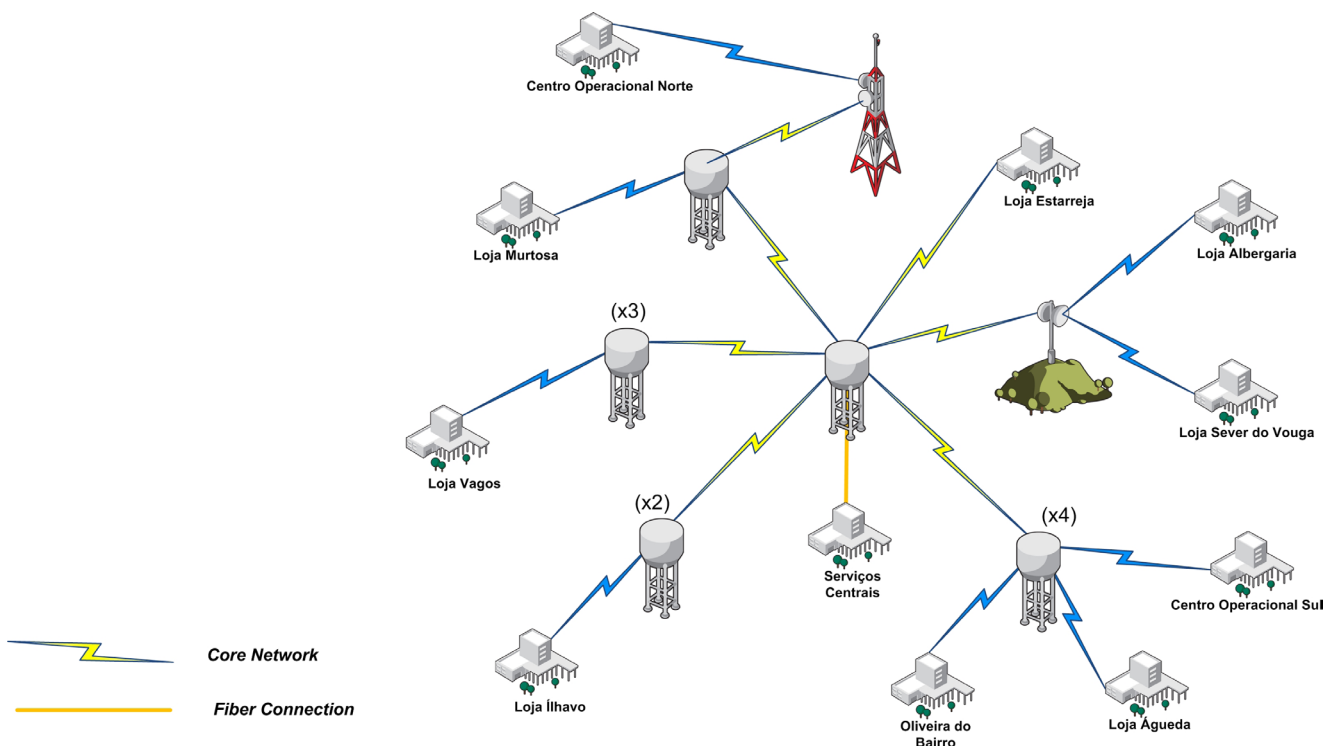 Centro Operacional Norte
Loja Estarreja
Loja Murtosa
Loja Albergaria
(x3)
Loja Sever do Vouga
Loja Vagos
(x2)
(x4)
Serviços
Centrais
Centro Operacional Sul
Core Network
Loja Ílhavo
Fiber Connection
Oliveira do
Bairro
Loja Águeda